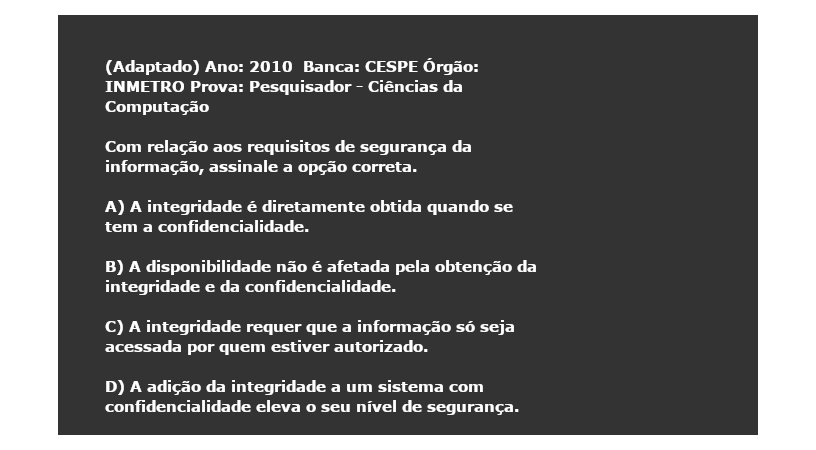 (Adaptado) Ano: 2010  Banca: CESPE Órgão:
INMETRO Prova: Pesquisador - Ciências da
Computação
Com relação aos requisitos de segurança da
informação, assinale a opção correta.
A) A integridade é diretamente obtida quando se
tem a confidencialidade.
B) A disponibilidade não é afetada pela obtenção da
integridade e da confidencialidade.
C) A integridade requer que a informação só seja
acessada por quem estiver autorizado.
D) A adição da integridade a um sistema com
confidencialidade eleva o seu nível de segurança.